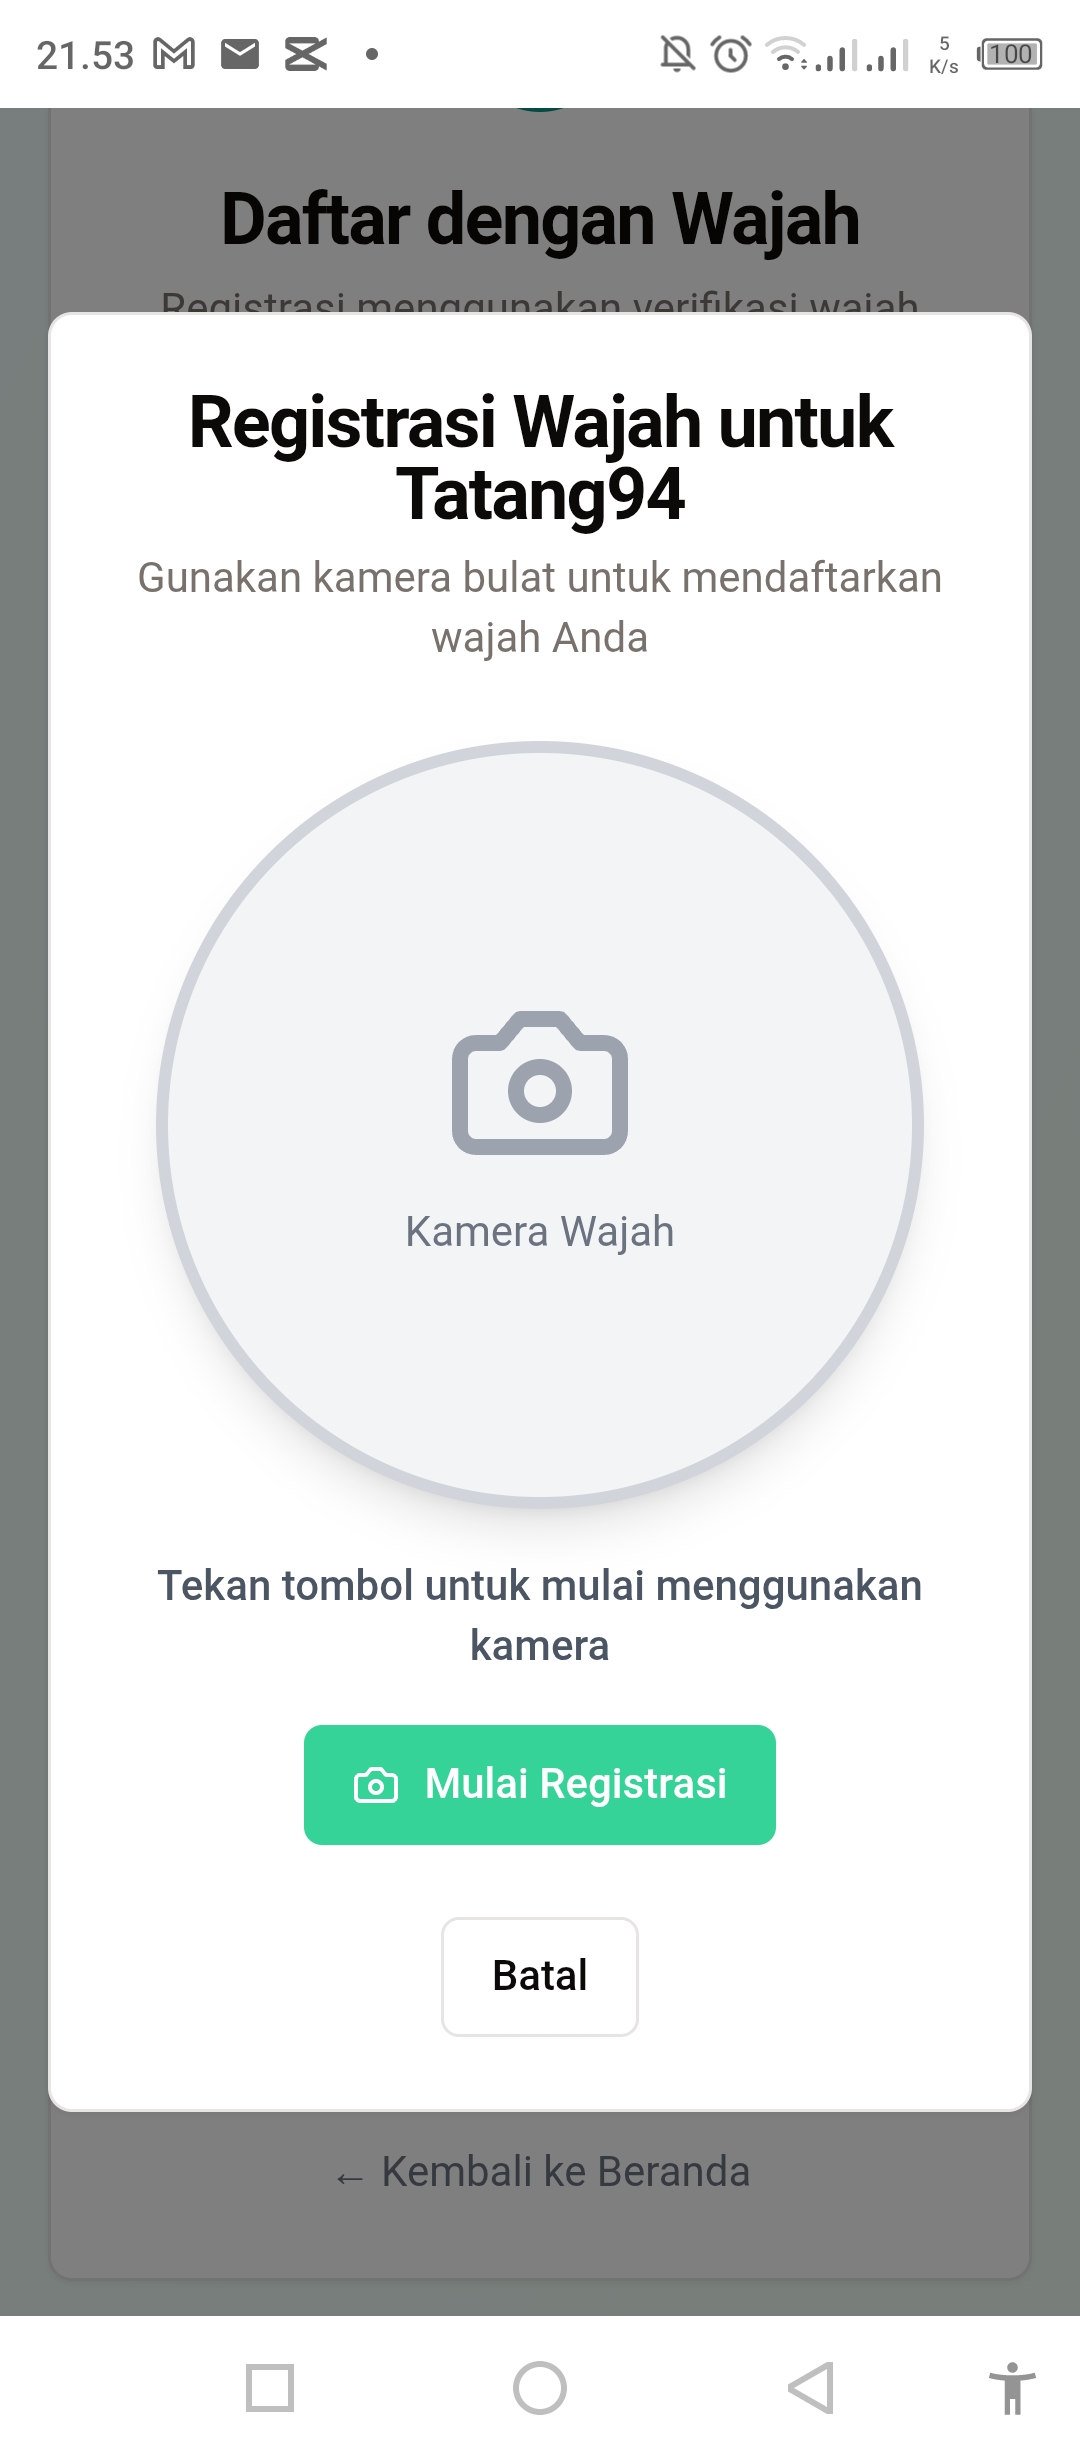 21.53
5
K/s
100
Daftar dengan Wajah
Registrasi menggunakan verifikasi wajah
Registrasi Wajah untuk
Tatang94
Gunakan kamera bulat untuk mendaftarkan
wajah Anda
Kamera Wajah
Tekan tombol untuk mulai menggunakan
kamera
Mulai Registrasi
Batal
← Kembali ke Beranda